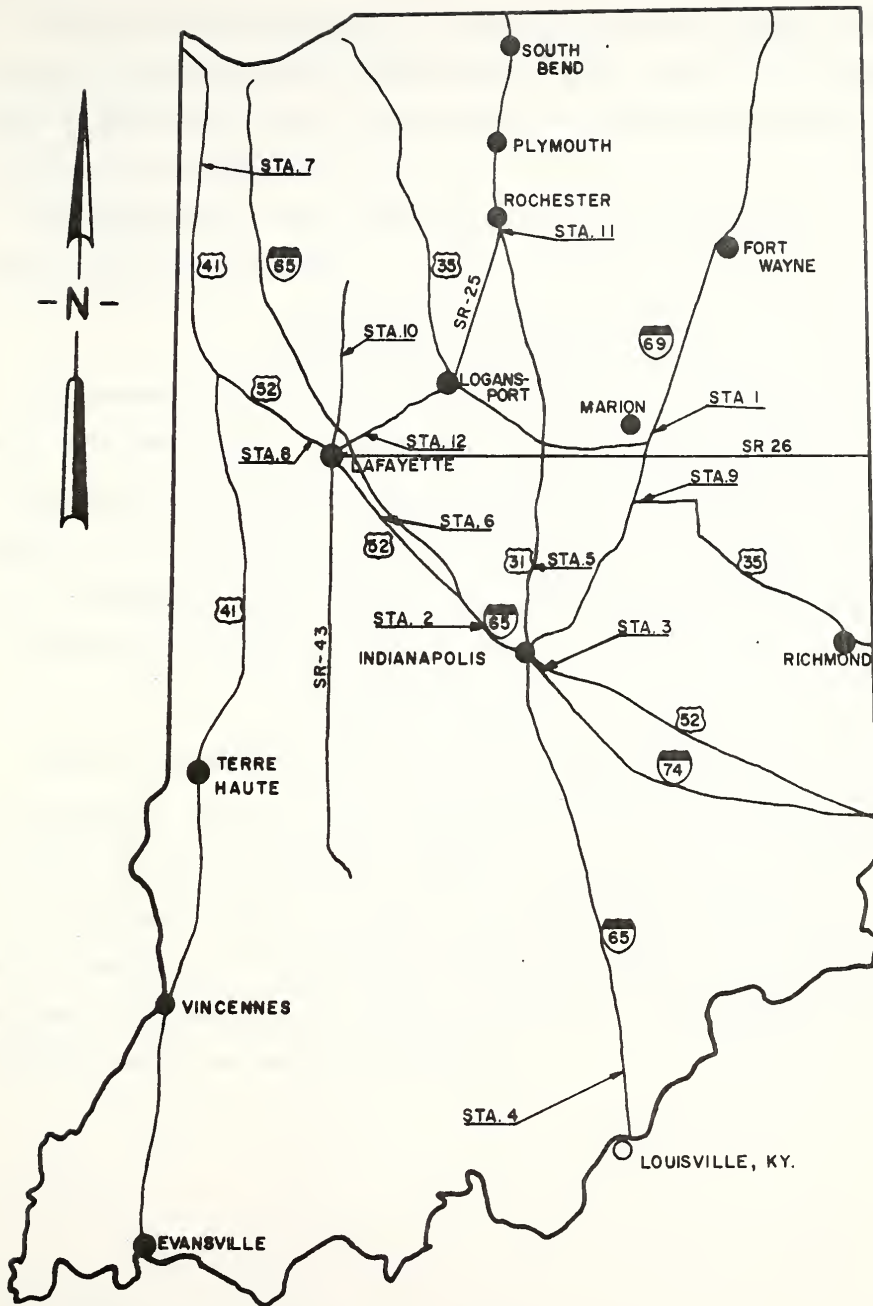 SOUTH
BEND
PLYMOUTH
STA. 7
ROCHESTER
STA. 11
FORT
WAYNE
41
65
35
SR-25
- N -
69
STA.10
52
LOGANS-
PORT
MARION
STA 1
STA.12
SR 26
STA.8
LAFAYETTE
STA.9
STA. 6
52
31
STA.5
35
41
STA. 2
65
STA. 3
INDIANAPOLIS
RICHMOND
SR-43
52
TERRE
HAUTE
74
65
VINCENNES
STA. 4
LOUISVILLE, KY.
EVANSVILLE